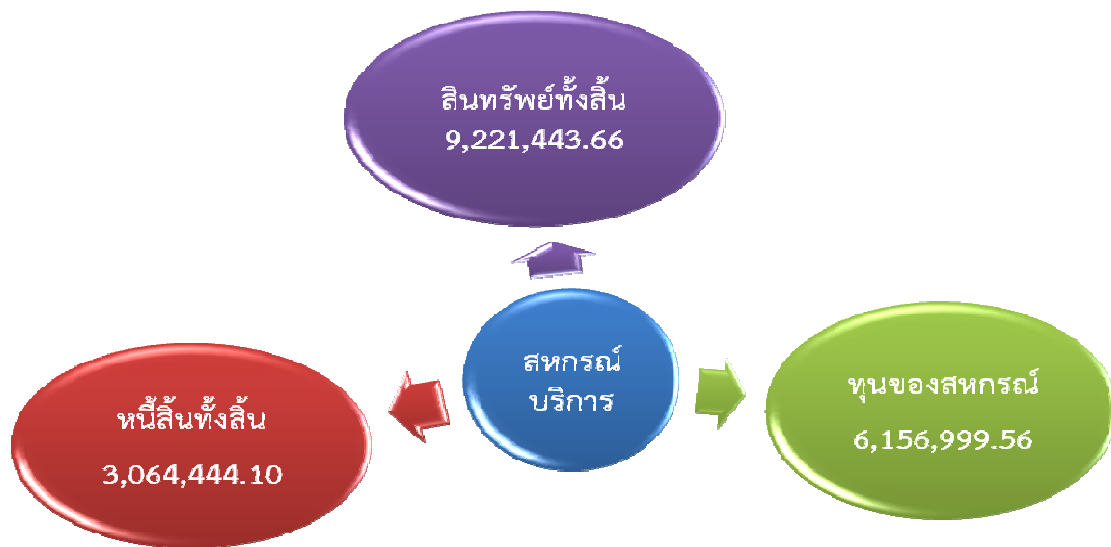 สินทรัพย์ทั้งสิ้น
9,221,443.66
สหกรณ์
บริการ
หนี้สิ้นทั้งสิ้น
3,064,444.10
ทุนของสหกรณ์
6,156,999.56